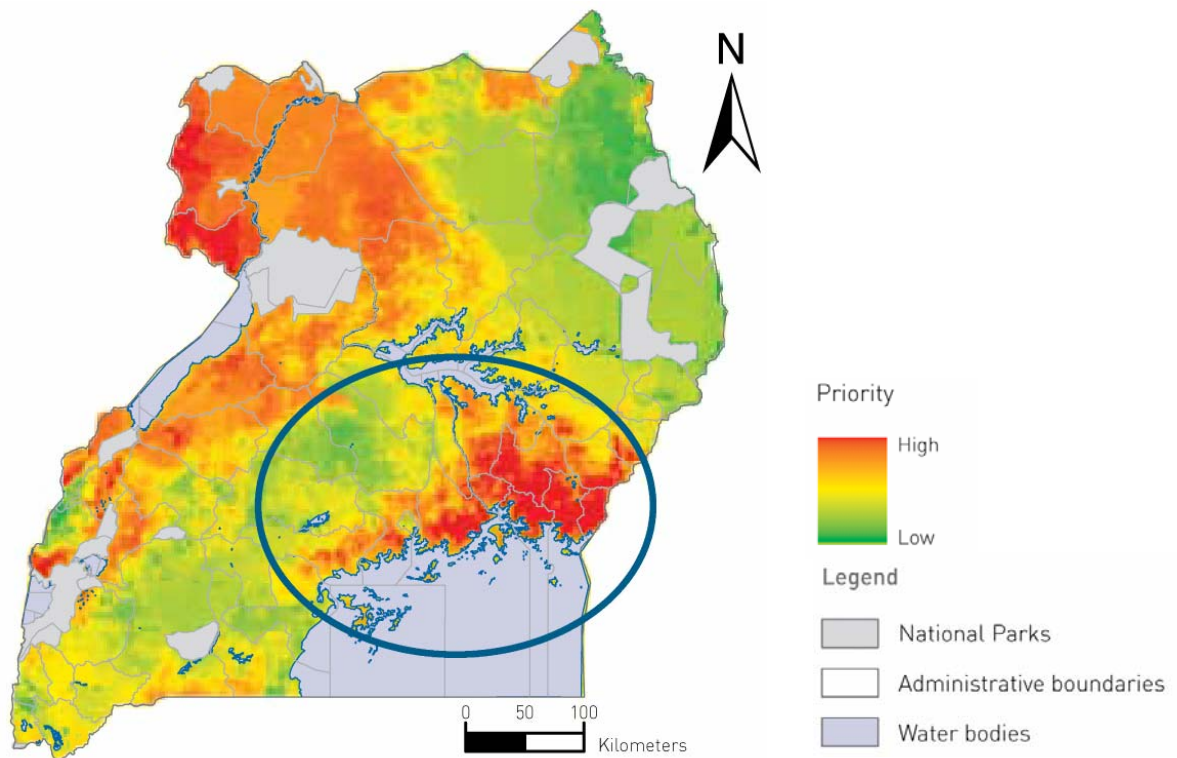 N
Priority
High
Low
Legend
National Parks
Administrative boundaries
Water bodies
0 50 100
Kilometers